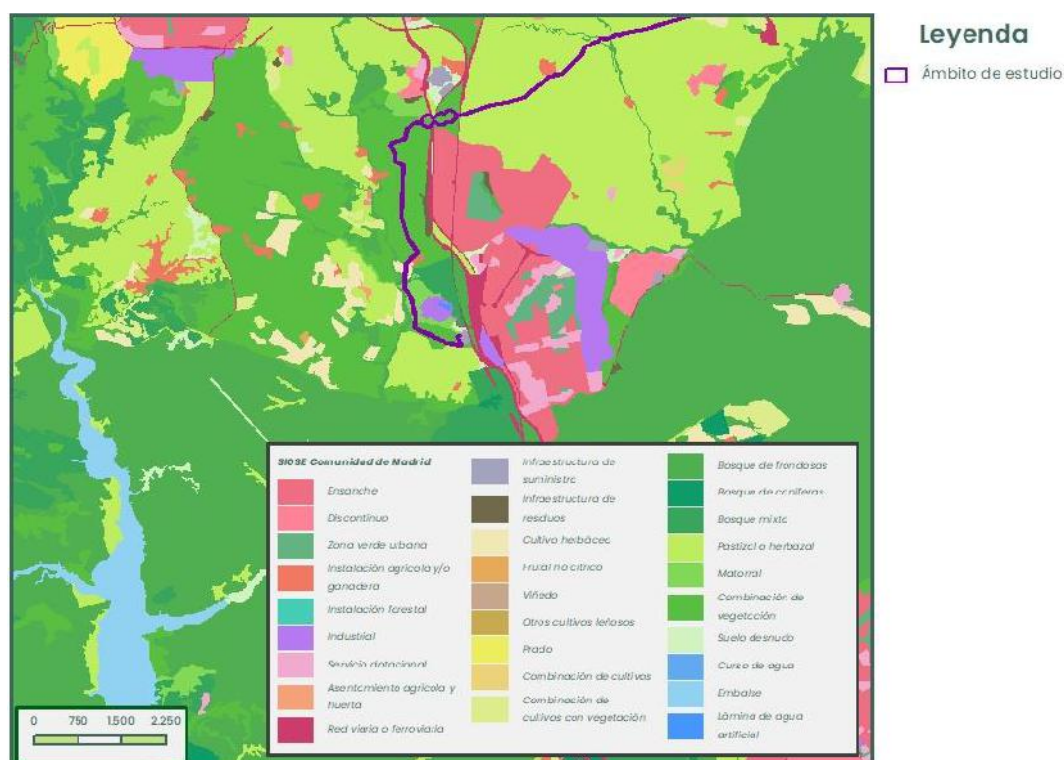 Leyenda
Ámbito de estudio
SIOSE Comunidad de Madrid
Ensanche
Discontinuo
Zona verde urbana
Instalación agrícola y/o
ganadera
Instalación forestal
Industrial
Servicio dotacional
Asentamiento agrícola y
huerta
Red viaria o ferroviaria
Infraestructura de
suministro
Infraestructura de
residuos
Cultivo herbáceo
Frutal no cítrico
Viñedo
Otros cultivos leñosos
Prado
Combinación de cultivos
Combinación de
cultivos con vegetación
Bosque de frondosas
Bosque de coníferas
Bosque mixto
Pastizal o herbazal
Matorral
Combinación de
vegetación
Suelo desnudo
Curso de agua
Embalse
Lámina de agua
artificial
0 750 1.500 2.250